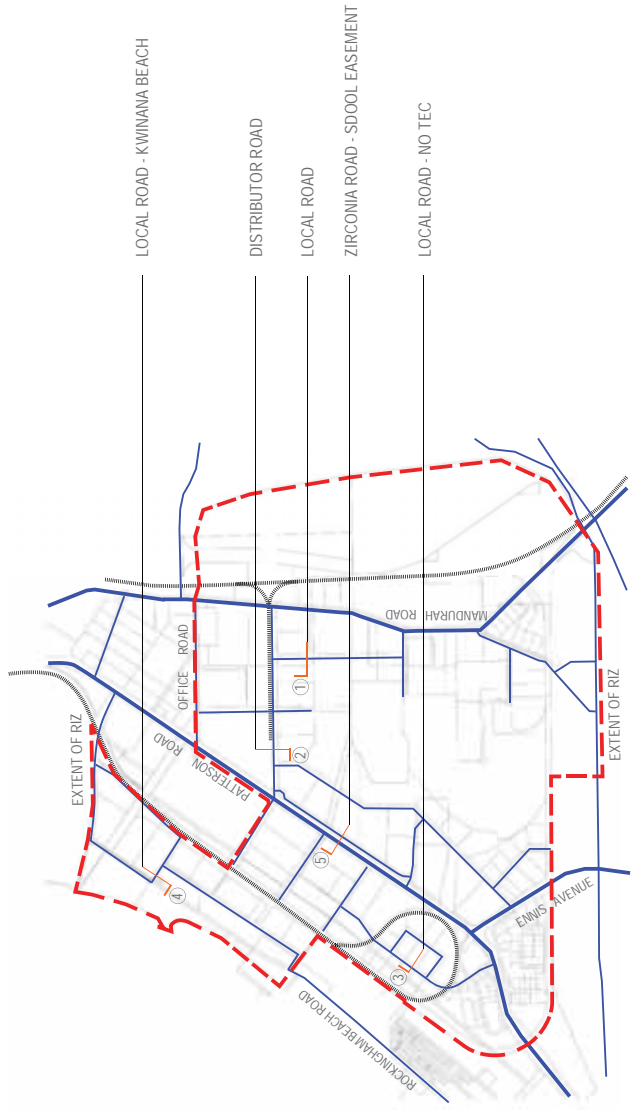 LOCAL ROAD - KWINANA BEACH
DISTRIBUTOR ROAD
LOCAL ROAD
ZIRCONIA ROAD - SDOOL EASEMENT
LOCAL ROAD - NO TEC
EXTENT OF RIZ
OFFICE ROAD
PATTERSON ROAD
MANDURAH ROAD
1
2
5
4
3
ENNIS AVENUE
EXTENT OF RIZ
ROCKINGHAM BEACH ROAD